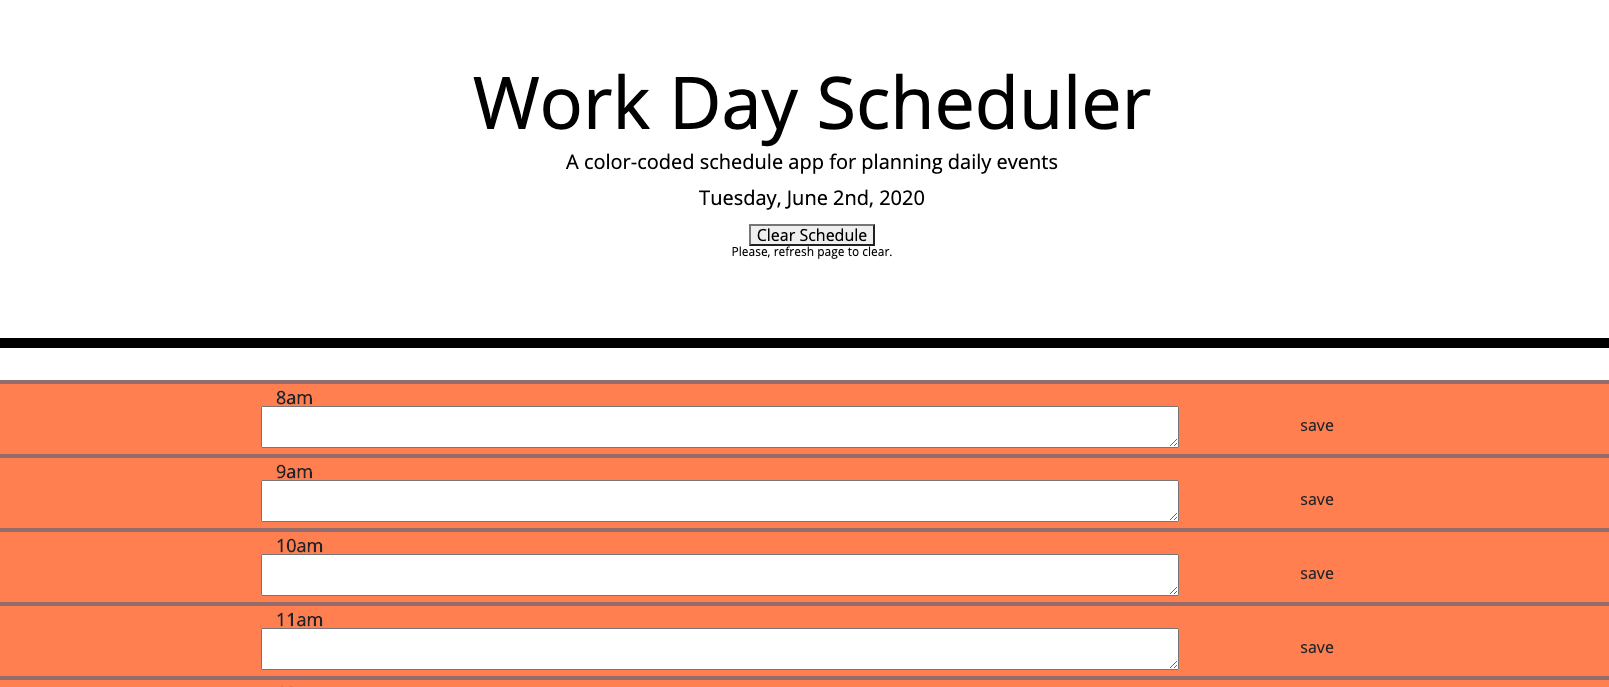 Work Day Scheduler
A color-coded schedule app for planning daily events
Tuesday, June 2nd, 2020
Clear Schedule
Please, refresh page to clear.
8am
save
9am
save
10am
save
11am
save